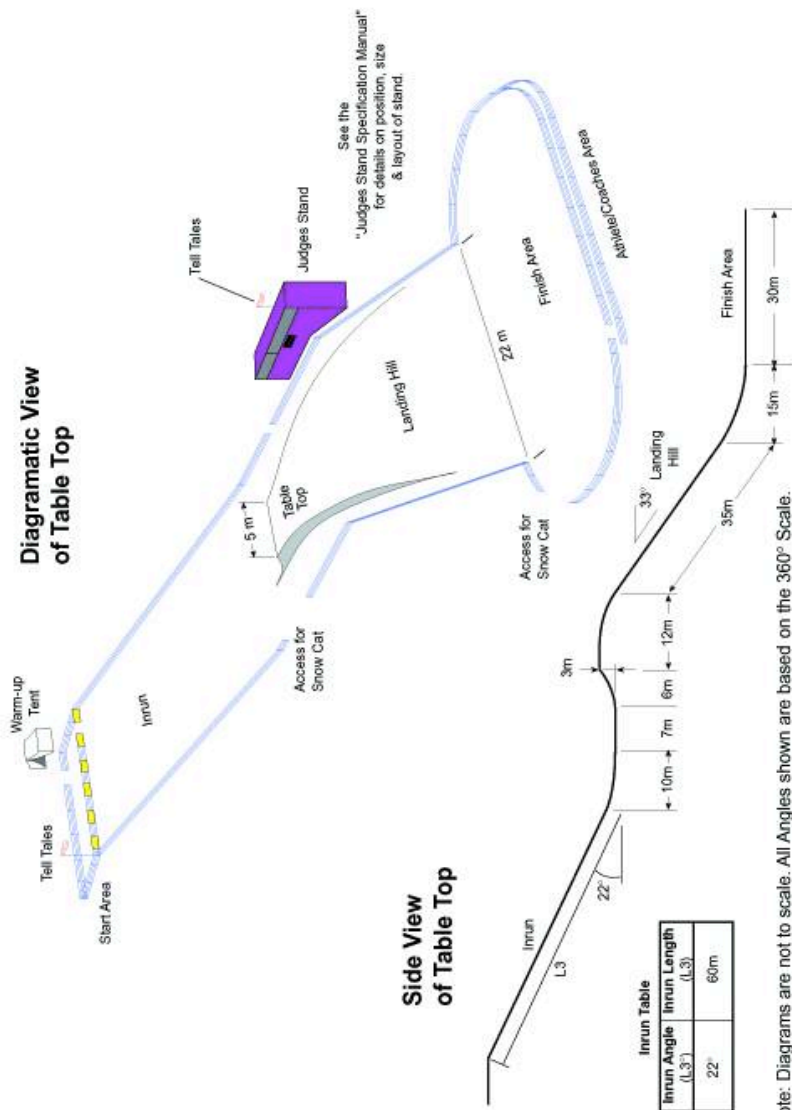 Diagramatic View
of Table Top
Warm-up
Tent
Tell Tales
Start Area
Inrun
Access for
Snow Cat
5 m
Table
Top
Landing Hill
Tell Tales
Judges Stand
See the
"Judges Stand Specification Manual"
for details on position, size
& layout of stand.
22 m
Finish Area
Athlete/Coaches Area
Access for
Snow Cat
Side View
of Table Top
Inrun
L3
22°
10m
7m
6m
3m
12m
33°
Landing
Hill
35m
15m
30m
Finish Area
Inrun Table
Inrun Angle Inrun Length
(L3°) (L3)
22° 60m
ote: Diagrams are not to scale. All Angles shown are based on the 360° Scale.